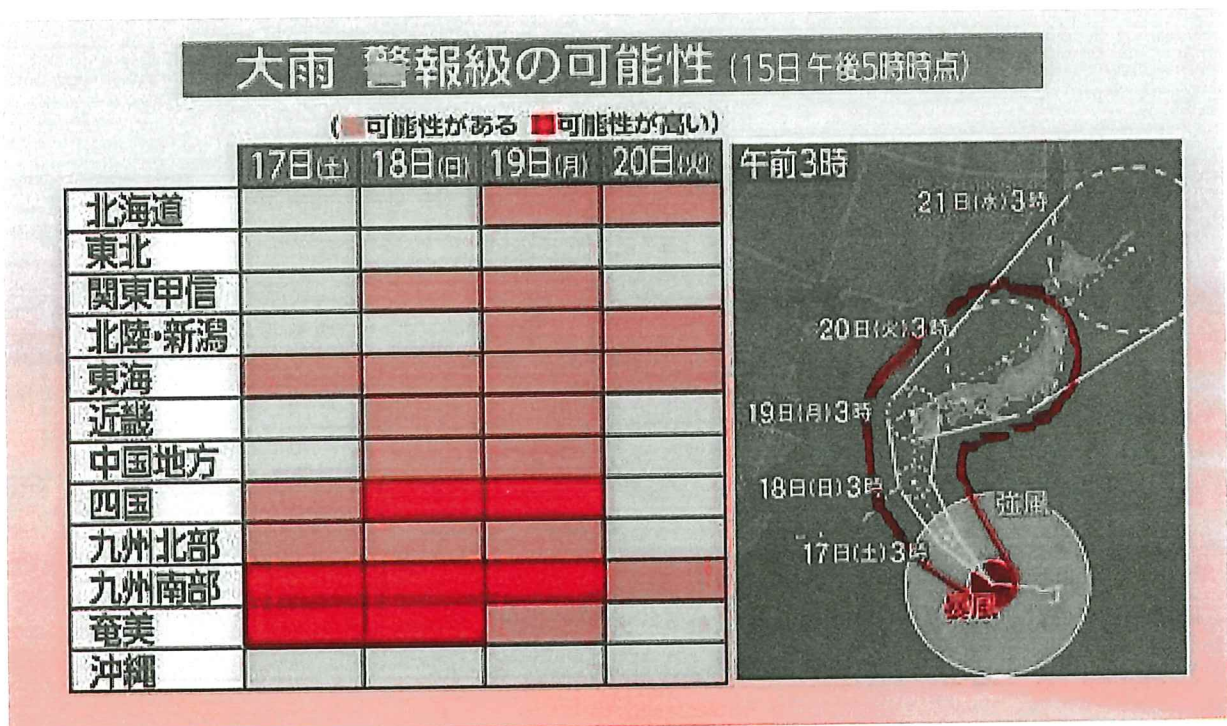 大雨 警報級の可能性 (15日午後5時時点)
(■可能性がある ■可能性が高い)
17日(土) 18日(日) 19日(月) 20日(火)
北海道
東北
関東甲信
北陸・新潟
東海
近畿
中国地方
四国
九州北部
九州南部
奄美
沖縄
午前3時
21日(水)3時
20日(火)3時
19日(月)3時
18日(日)3時
強風
17日(土)3時
暴風